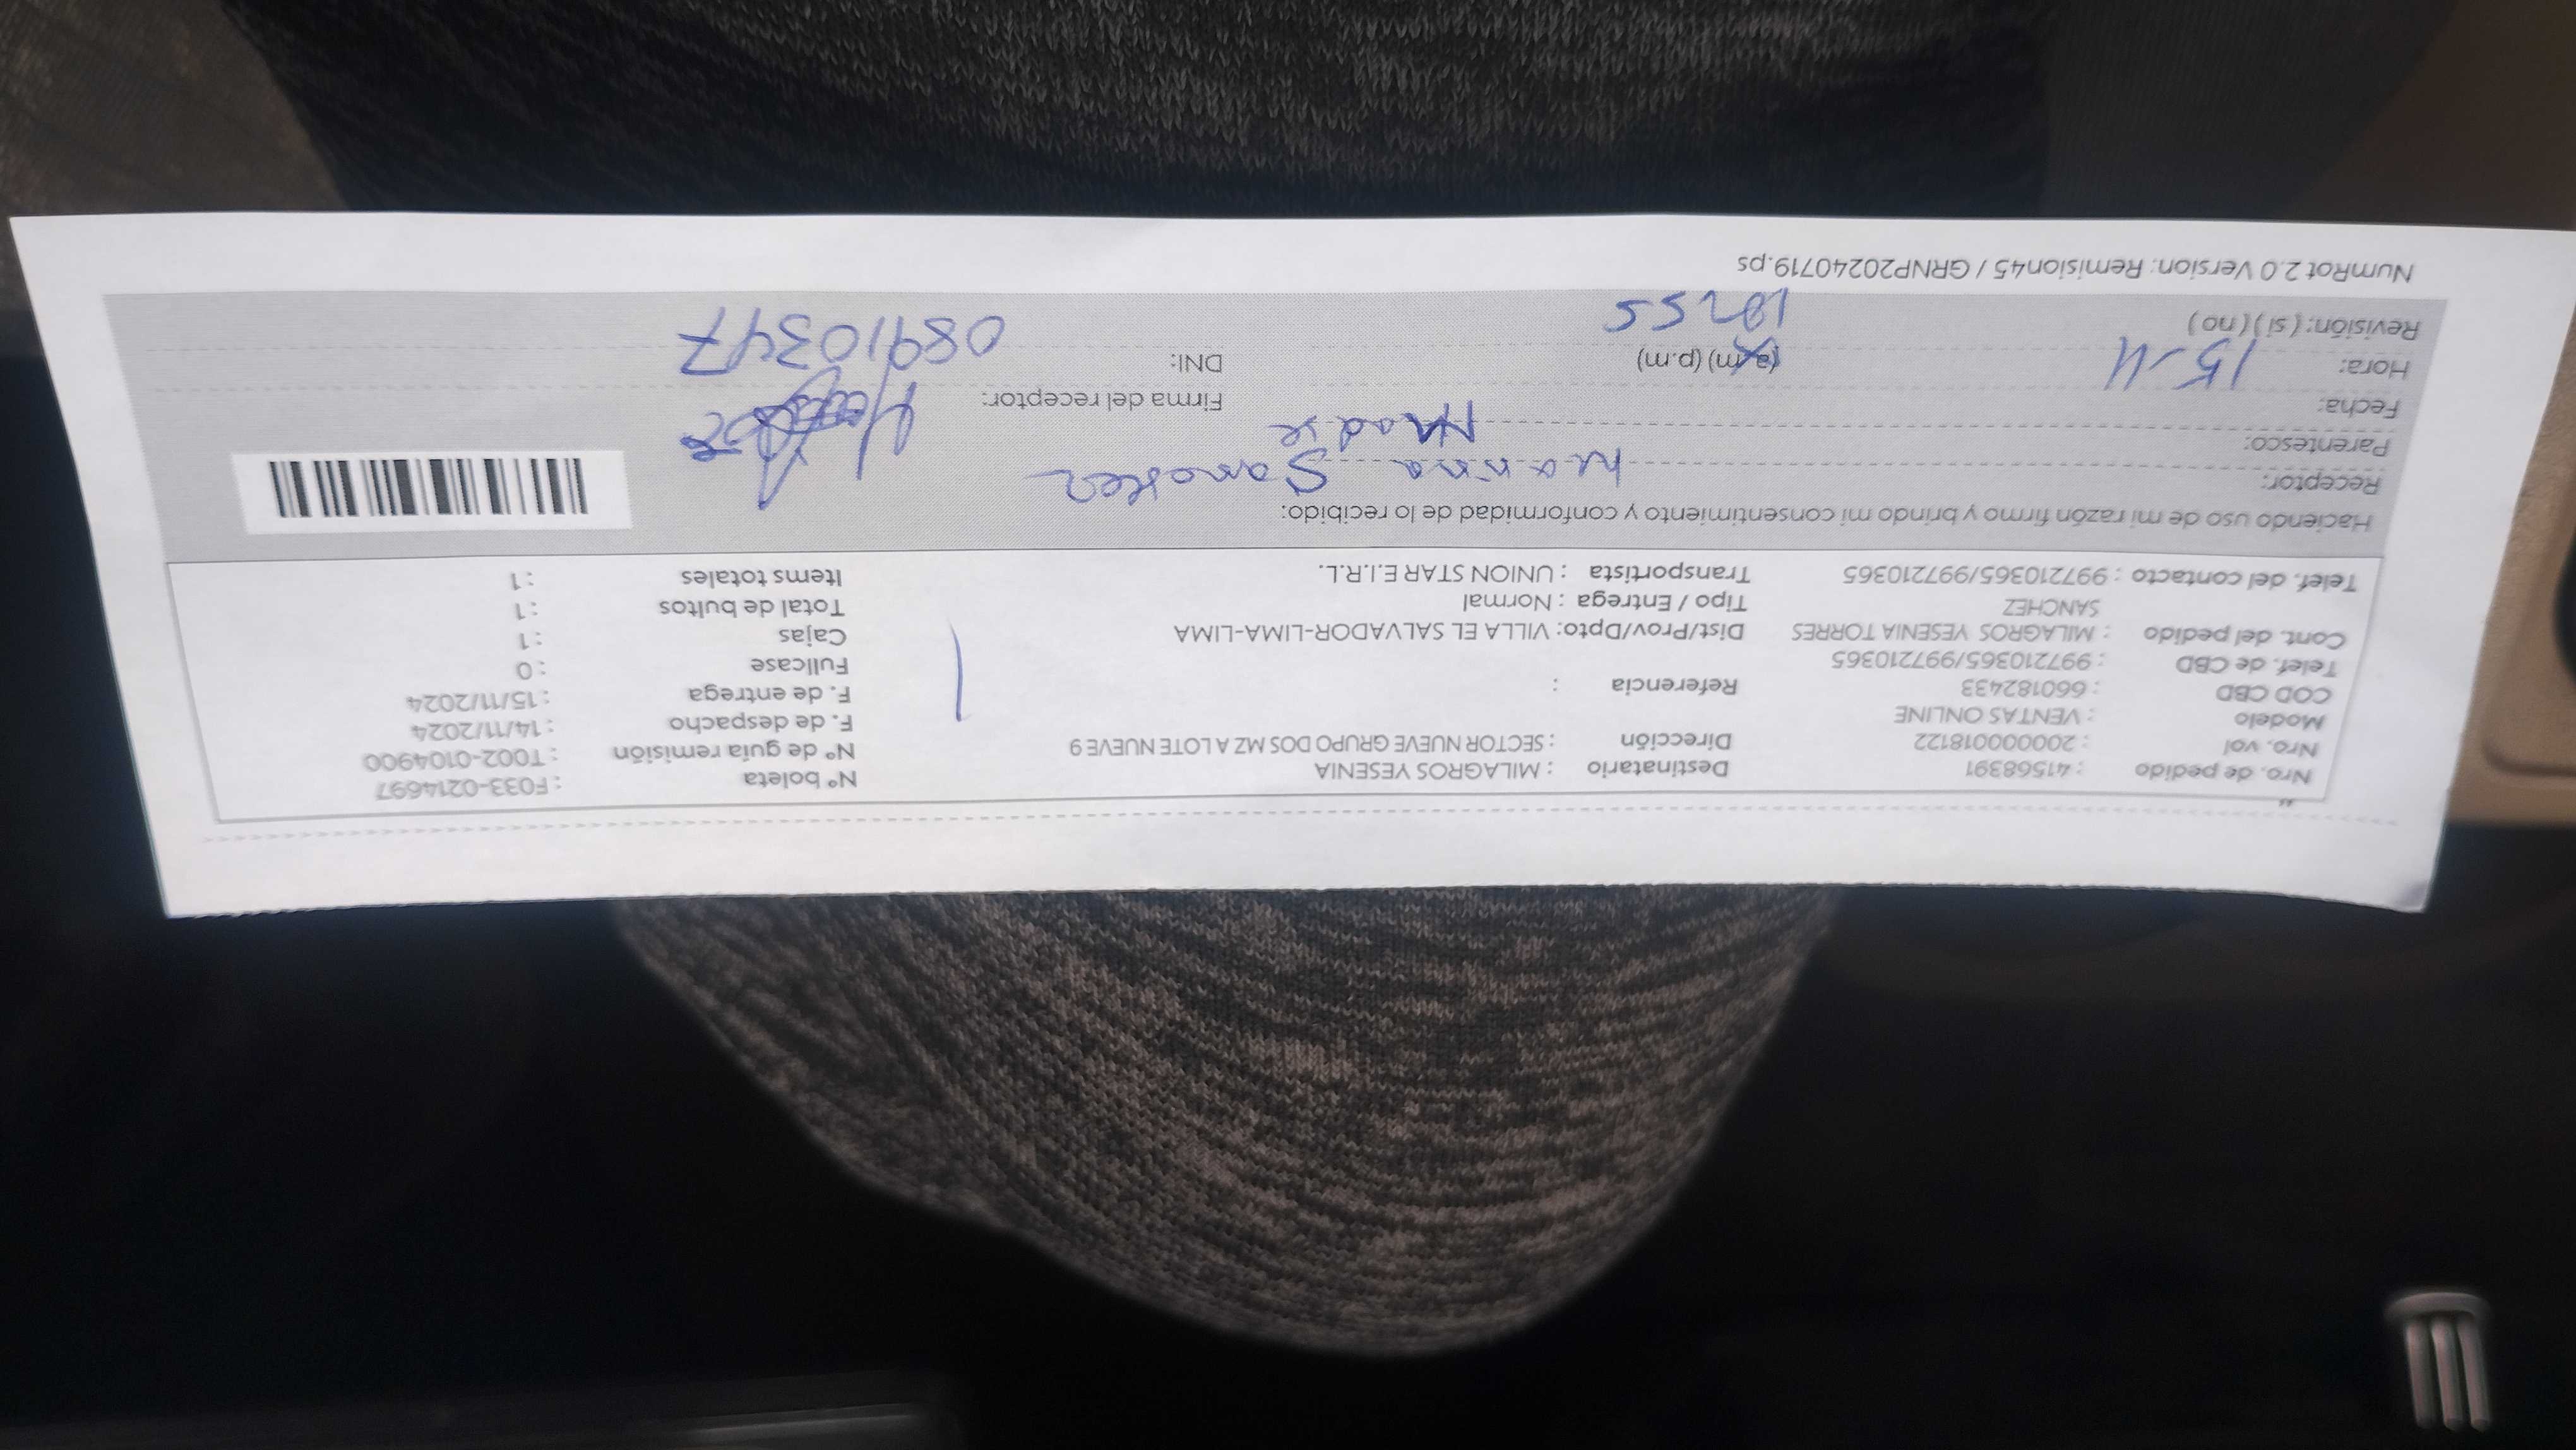 Nro. de pedido : 41568391 Destinatario : MILAGROS YESENIA Nº boleta : F033-0214697
Nro. vol : 20000018122 Dirección : SECTOR NUEVE GRUPO DOS MZ A LOTE NUEVE 9 Nº de guía remisión : T002-0104900
Modelo : VENTAS ONLINE F. de despacho : 14/11/2024
COD CBD : 660182433 Referencia : F. de entrega : 15/11/2024
Telef. de CBD : 997210365/997210365 Fullcase : 0
Cont. del pedido : MILAGROS YESENIA TORRES Dist/Prov/Dpto: VILLA EL SALVADOR-LIMA-LIMA Cajas : 1
SANCHEZ Tipo / Entrega : Normal Total de bultos : 1
Telef. del contacto : 997210365/997210365 Transportista : UNION STAR E.I.R.L. Items totales : 1
Haciendo uso de mi razón firmo y brindo mi consentimiento y conformidad de lo recibido:
Receptor:
Parentesco: Madre
Fecha: 15-11 Firma del receptor:
Hora: (a.m) (p.m) DNI: 08910347
Revisión: ( si ) ( no )
NumRot 2.0 Version: Remision45 / GRNP20240719.ps